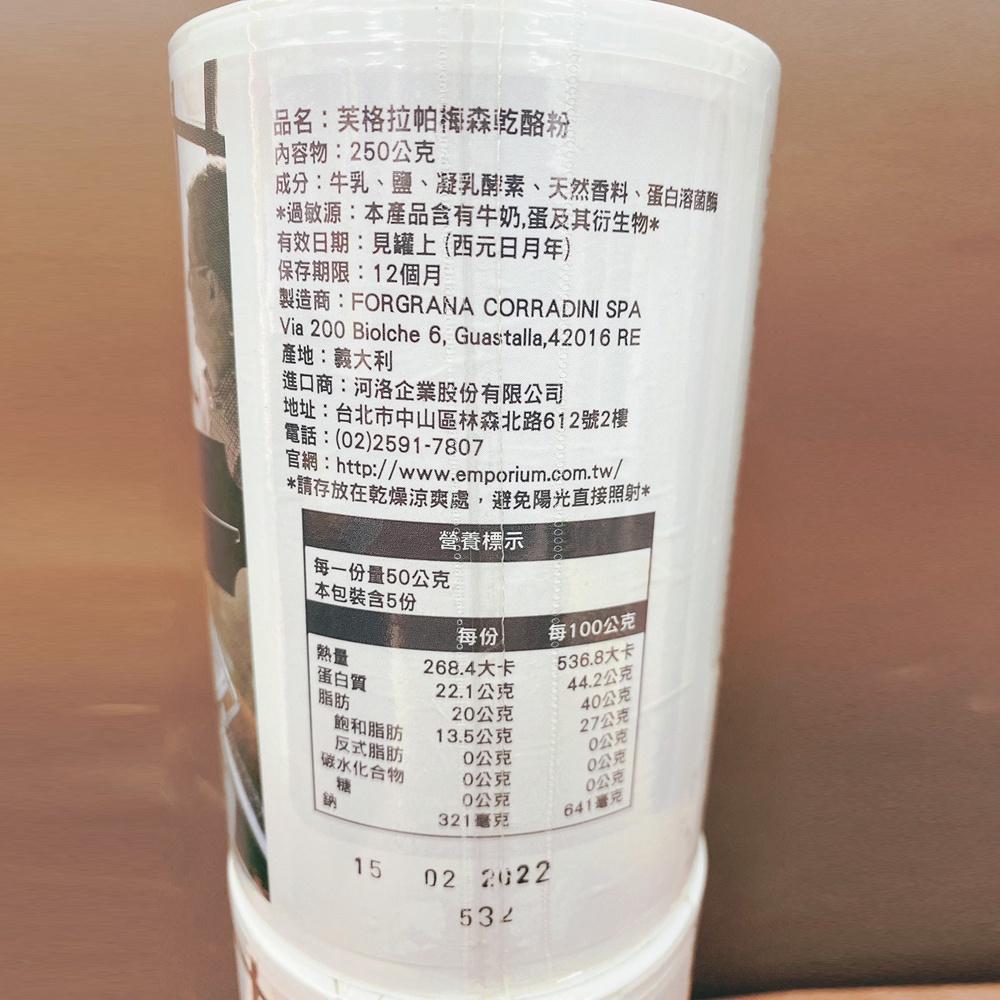 品名：芙格拉帕梅森乾酪粉
內容物：250公克
成分：牛乳、鹽、凝乳酵素、天然香料、蛋白溶菌酶
*過敏源：本產品含有牛奶,蛋及其衍生物*
有效日期：見罐上 (西元日月年)
保存期限：12個月
製造商：FORGRANA CORRADINI SPA
Via 200 Biolche 6, Guastalla,42016 RE
產地：義大利
進口商：河洛企業股份有限公司
地址：台北市中山區林森北路612號2樓
電話：(02)2591-7807
官網：http://www.emporium.com.tw/
*請存放在乾燥涼爽處，避免陽光直接照射*
營養標示
每一份量50公克
本包裝含5份
每份 每100公克
熱量 268.4大卡 536.8大卡
蛋白質 22.1公克 44.2公克
脂肪 20公克 40公克
飽和脂肪 13.5公克 27公克
反式脂肪 0公克 0公克
碳水化合物 0公克 0公克
糖 0公克 0公克
鈉 321毫克 641毫克
15 02 2022